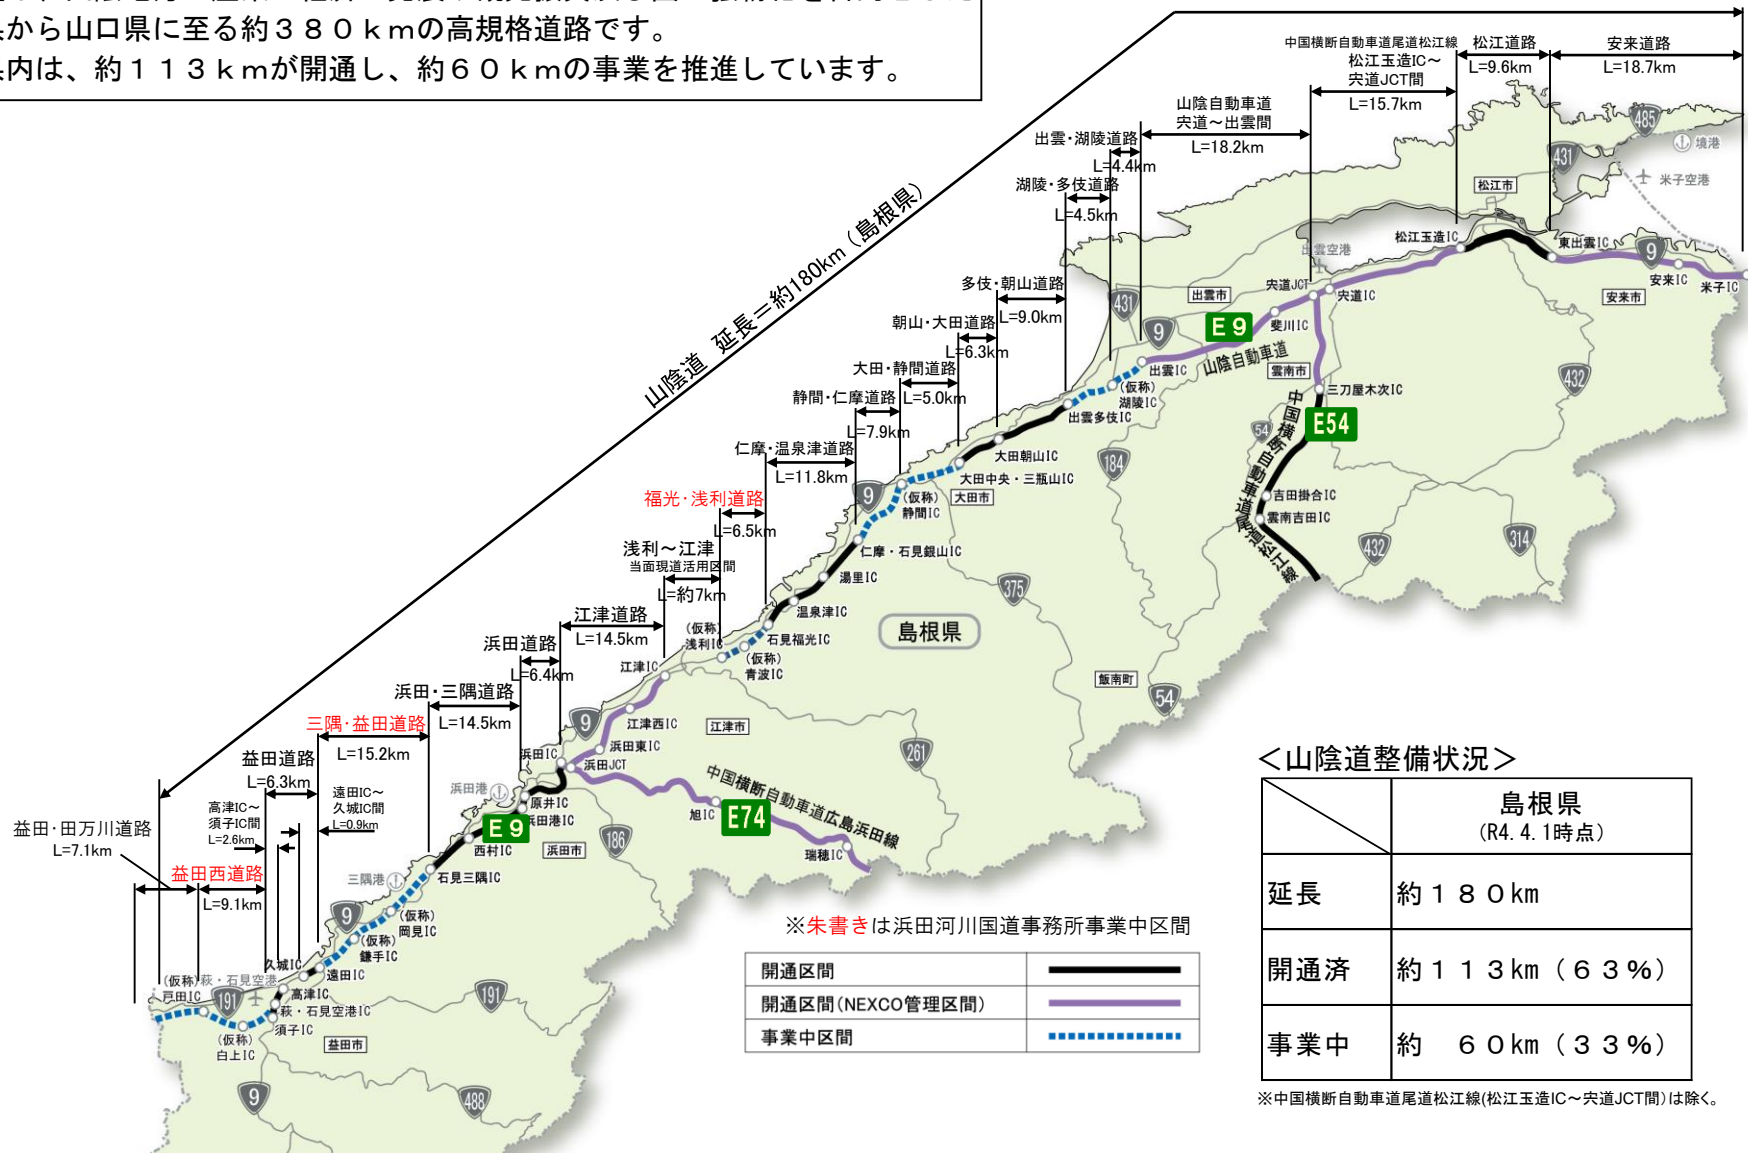 県から山口県に至る約３８０ｋｍの高規格道路です。
県内は、約１１３ｋｍが開通し、約６０ｋｍの事業を推進しています。
山陰道 延長＝約180km（島根県）
中国横断自動車道尾道松江線
松江玉造IC～
宍道JCT間
L=15.7km
松江道路
L=9.6km
安来道路
L=18.7km
山陰自動車道
宍道～出雲間
L=18.2km
出雲・湖陵道路
L=4.4km
湖陵・多伎道路
L=4.5km
多伎・朝山道路
L=9.0km
朝山・大田道路
L=6.3km
大田・静間道路
L=5.0km
静間・仁摩道路
L=7.9km
仁摩・温泉津道路
L=11.8km
福光・浅利道路
L=6.5km
浅利～江津
当面現道活用区間
L=約7km
江津道路
L=14.5km
浜田道路
L=6.4km
浜田・三隅道路
L=14.5km
三隅・益田道路
L=15.2km
益田道路
L=6.3km
遠田IC～
久城IC間
L=0.9km
高津IC～
須子IC間
L=2.6km
益田・田万川道路
L=7.1km
益田西道路
L=9.1km
485
境港
431
米子空港
松江市
松江玉造IC
東出雲IC
9
安来IC
米子IC
安来市
出雲空港
宍道JCT
宍道IC
出雲市
431
9
E9
斐川IC
出雲IC
山陰自動車道
雲南市
432
三刀屋木次IC
E54
54
中国横断自動車道尾道松江線
吉田掛合IC
雲南吉田IC
432
314
(仮称)
湖陵IC
出雲多伎IC
184
大田朝山IC
大田中央・三瓶山IC
大田市
9
(仮称)
静間IC
仁摩・石見銀山IC
湯里IC
温泉津IC
375
島根県
石見福光IC
(仮称)
浅利IC
(仮称)
青波IC
江津IC
飯南町
54
江津西IC
江津市
9
浜田東IC
浜田IC
浜田JCT
261
中国横断自動車道広島浜田線
旭IC
E74
瑞穂IC
浜田港
原井IC
浜田港IC
E9
西村IC
浜田市
186
三隅港
石見三隅IC
9
(仮称)
岡見IC
(仮称)
鎌手IC
久城IC
遠田IC
(仮称)
戸田IC
萩・石見空港
191
高津IC
萩・石見空港IC
須子IC
(仮称)
白上IC
益田市
191
9
488
※朱書きは浜田河川国道事務所事業中区間
開通区間
開通区間(NEXCO管理区間)
事業中区間
＜山陰道整備状況＞
島根県
(R4.4.1時点)
延長 約１８０km
開通済 約１１３km（６３%）
事業中 約　６０km（３３%）
※中国横断自動車道尾道松江線(松江玉造IC～宍道JCT間)は除く。